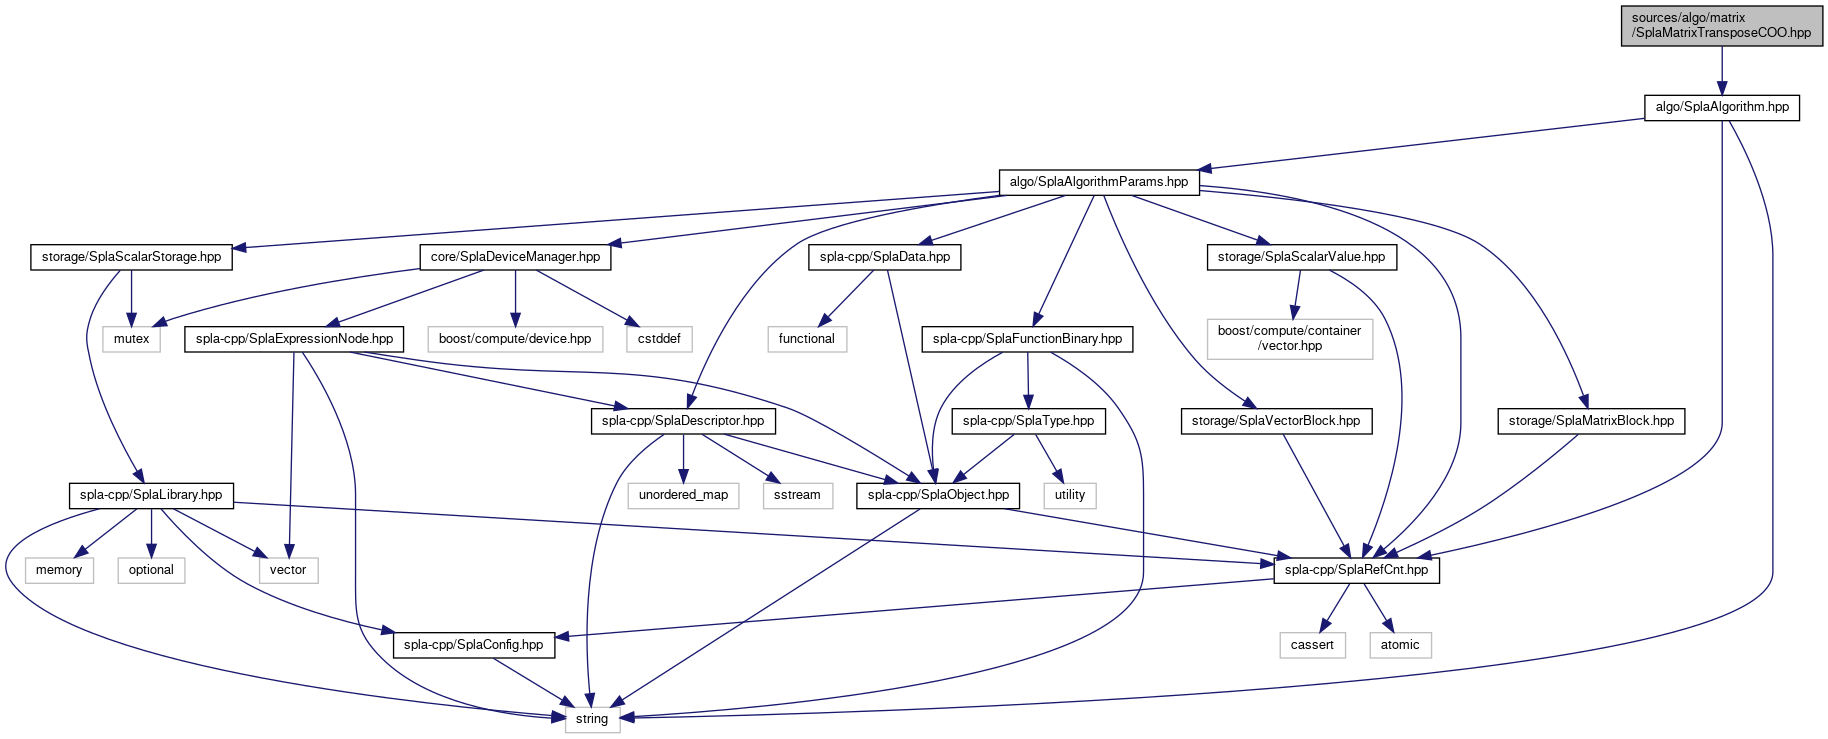 sources/algo/matrix
/SplaMatrixTransposeCOO.hpp
algo/SplaAlgorithm.hpp
algo/SplaAlgorithmParams.hpp
storage/SplaScalarStorage.hpp
core/SplaDeviceManager.hpp
spla-cpp/SplaData.hpp
storage/SplaScalarValue.hpp
mutex
spla-cpp/SplaExpressionNode.hpp
boost/compute/device.hpp
cstddef
functional
spla-cpp/SplaFunctionBinary.hpp
boost/compute/container
/vector.hpp
spla-cpp/SplaDescriptor.hpp
spla-cpp/SplaType.hpp
storage/SplaVectorBlock.hpp
storage/SplaMatrixBlock.hpp
spla-cpp/SplaLibrary.hpp
unordered_map
sstream
spla-cpp/SplaObject.hpp
utility
memory
optional
vector
spla-cpp/SplaRefCnt.hpp
spla-cpp/SplaConfig.hpp
cassert
atomic
string